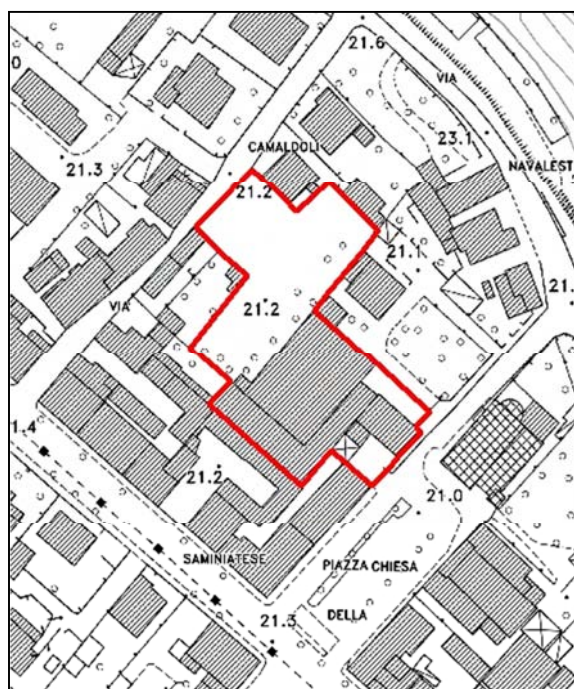 21.6
VIA
0
23.1
CAMALDOLI
21.3
NAVALEST
21.2
21.1
21.
21.2
VIA
1.4
21.2
21.0
SAMINIATESE
PIAZZA CHIESA
DELLA
21.3